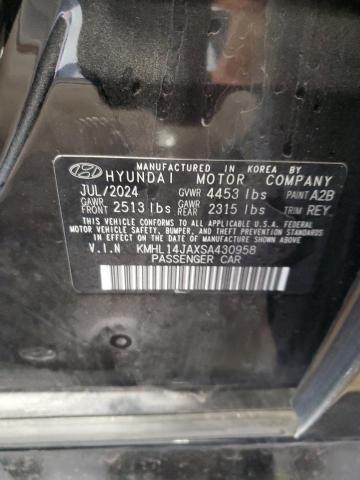 MANUFACTURED IN KOREA BY
HYUNDAI MOTOR COMPANY
JUL/2024 GVWR 4453 lbs PAINT A2B
GAWR FRONT 2513 lbs GAWR REAR 2315 lbs TRIM REY
THIS VEHICLE CONFORMS TO ALL APPLICABLE U.S. FEDERAL
MOTOR VEHICLE SAFETY, BUMPER, AND THEFT PREVENTION
STANDARDS IN EFFECT ON THE DATE OF MANUFACTURE SHOWN ABOVE.
V.I.N KMHL14JAXSA430958
PASSENGER CAR